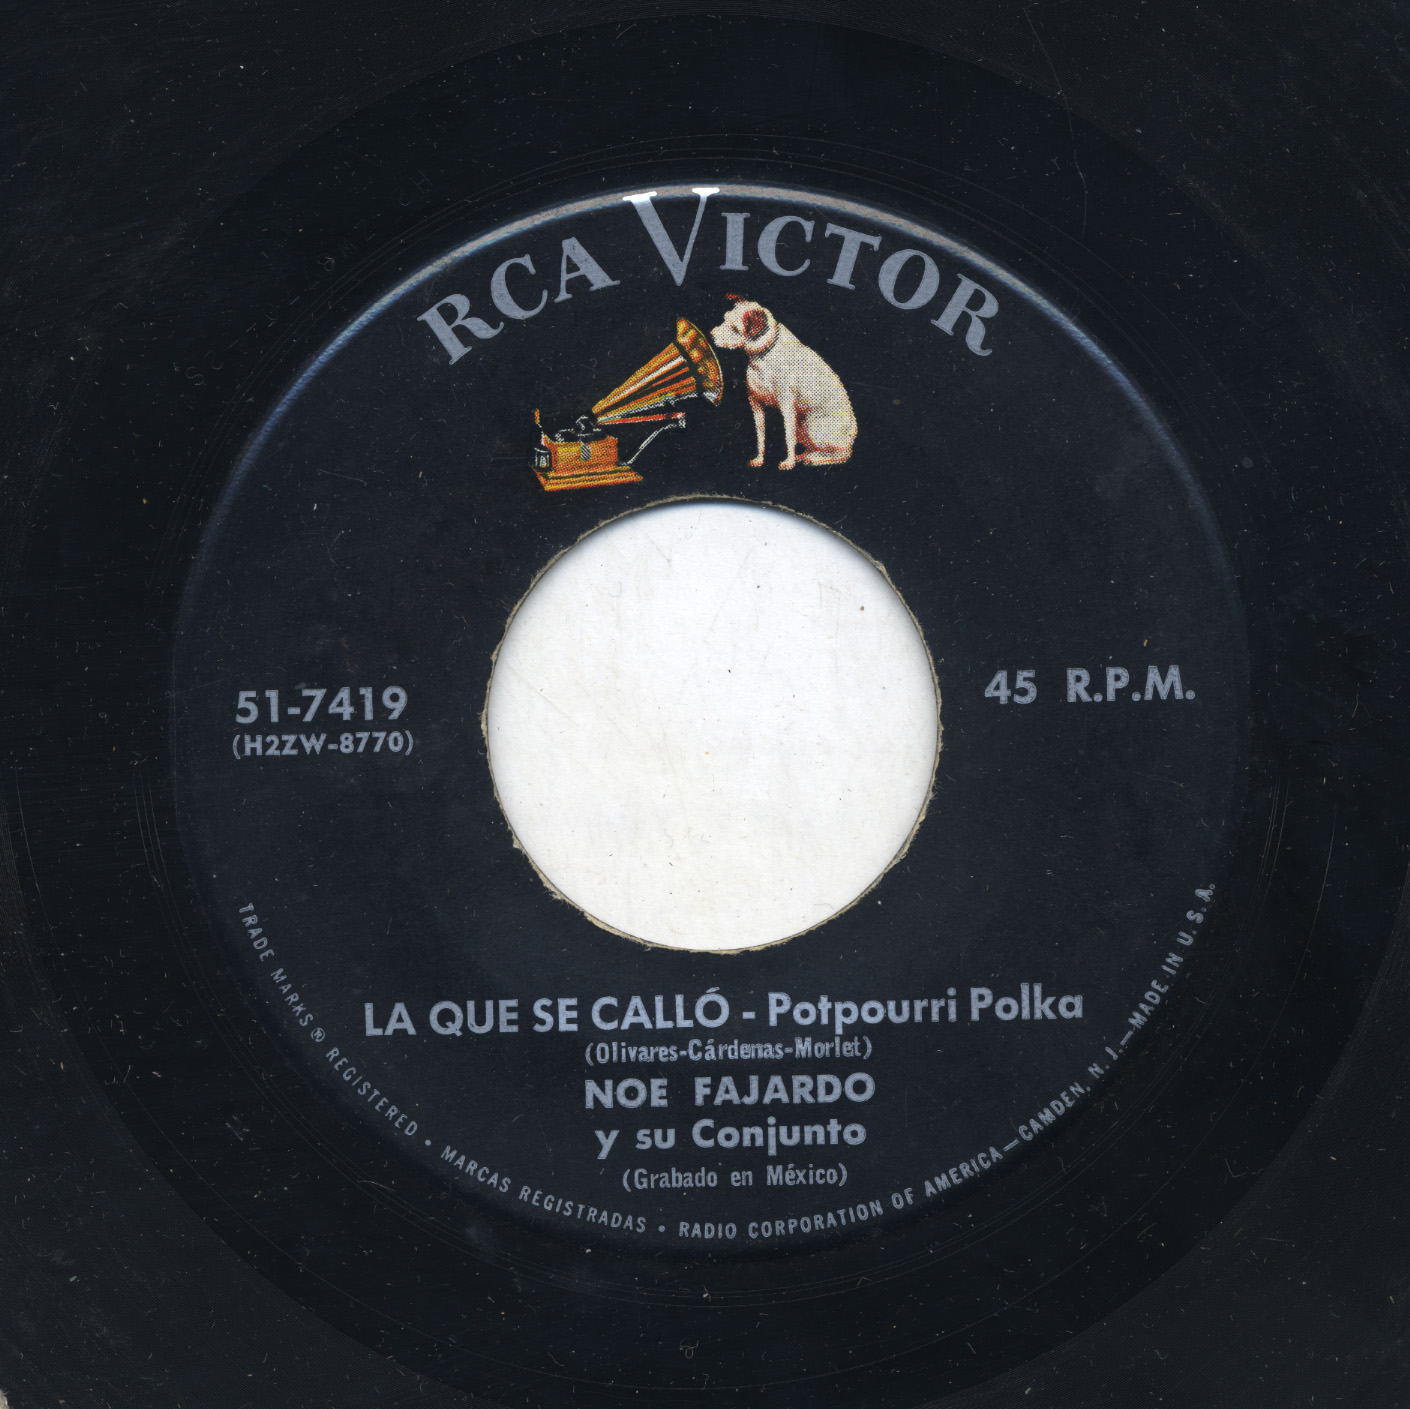 RCA VICTOR
51-7419
(H2ZW-8770)
45 R.P.M.
LA QUE SE CALLÓ - Potpourri Polka
(Olivares-Cárdenas-Morlet)
NOE FAJARDO
y su Conjunto
(Grabado en México)
TRADE MARKS ® REGISTERED • MARCAS REGISTRADAS • RADIO CORPORATION OF AMERICA—CAMDEN, N. J.—MADE IN U. S. A.